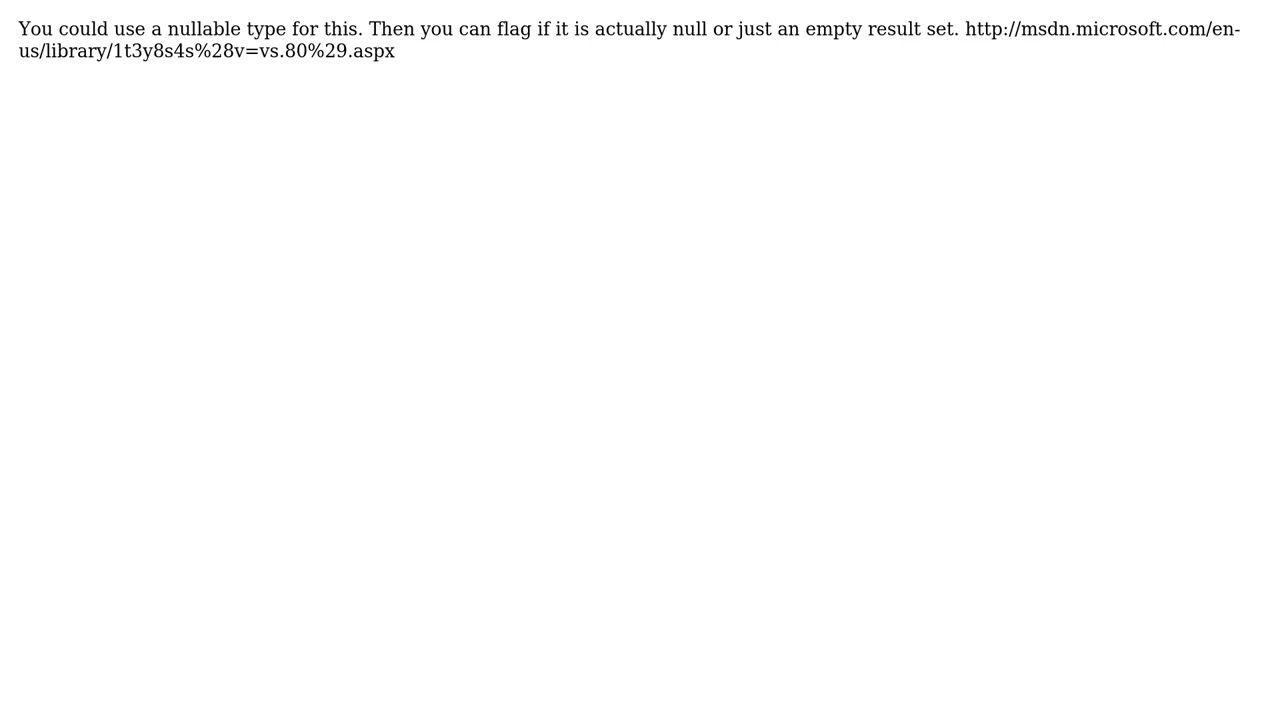 You could use a nullable type for this. Then you can flag if it is actually null or just an empty result set. http://msdn.microsoft.com/en-
us/library/1t3y8s4s%28v=vs.80%29.aspx